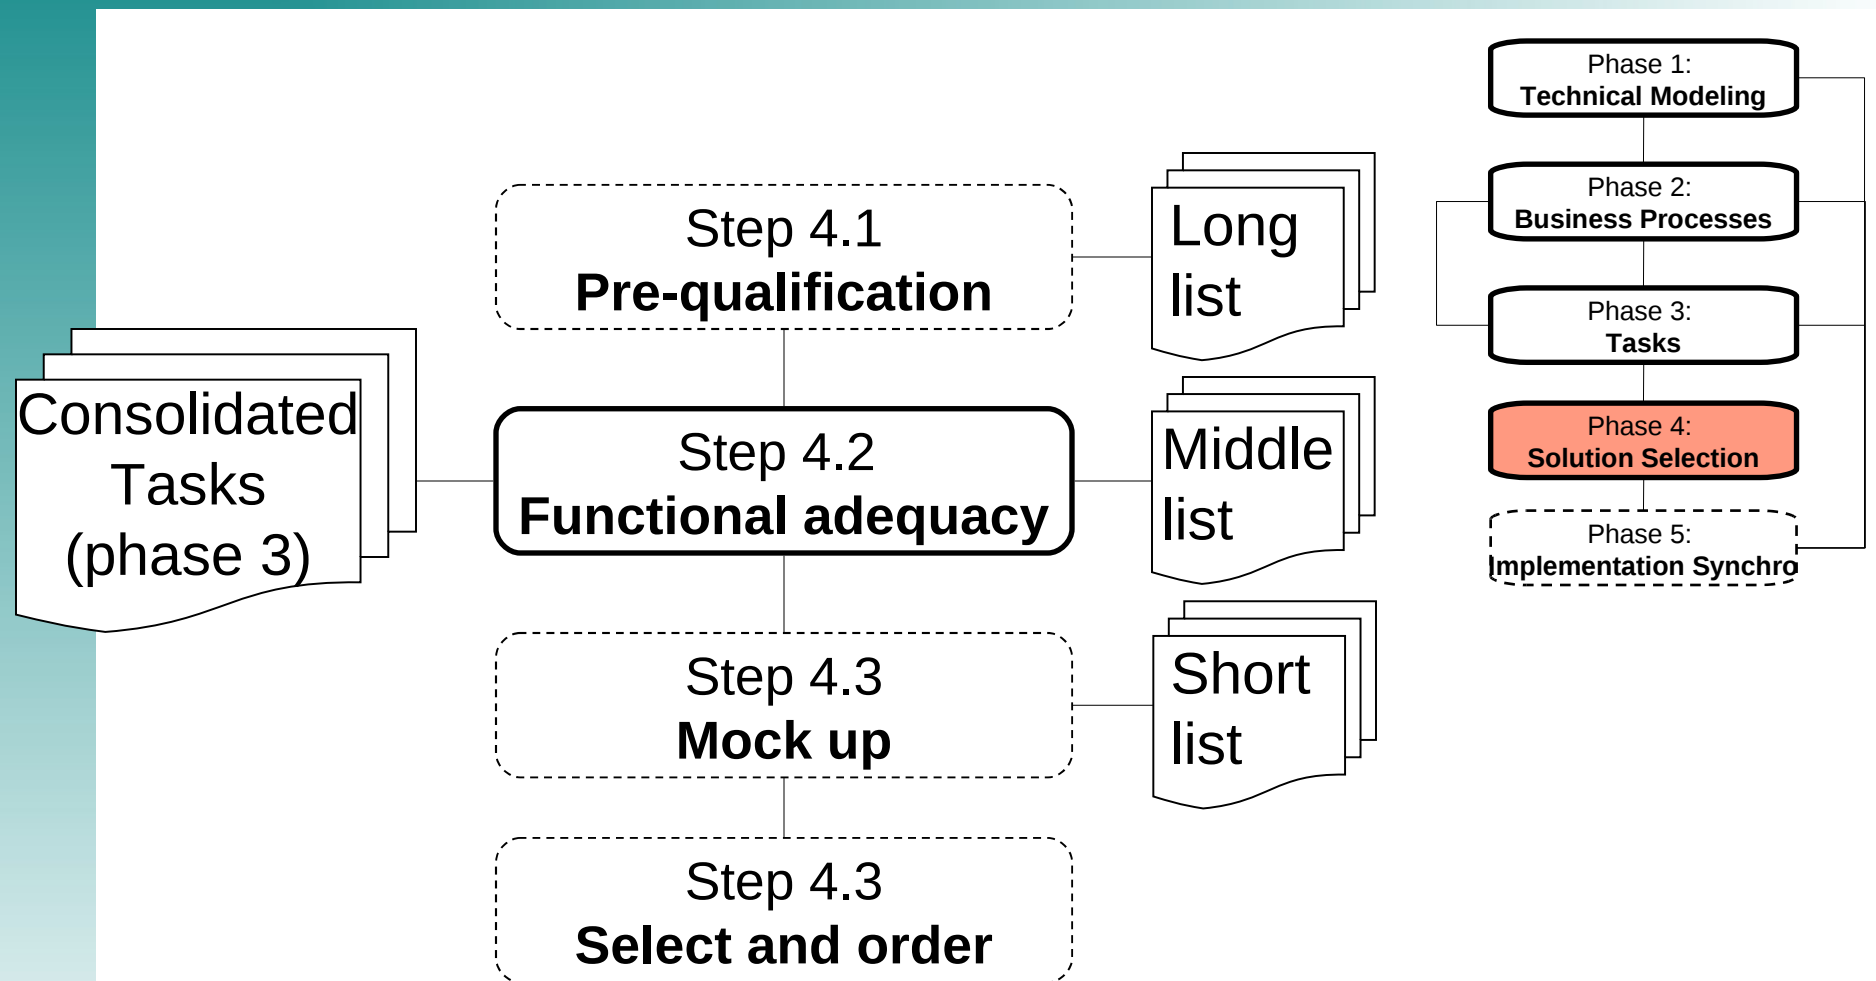 Step 4.1
Pre-qualification
Long
list
Consolidated
Tasks
(phase 3)
Step 4.2
Functional adequacy
Middle
list
Step 4.3
Mock up
Short
list
Step 4.3
Select and order
Phase 1:
Technical Modeling
Phase 2:
Business Processes
Phase 3:
Tasks
Phase 4:
Solution Selection
Phase 5:
Implementation Synchro